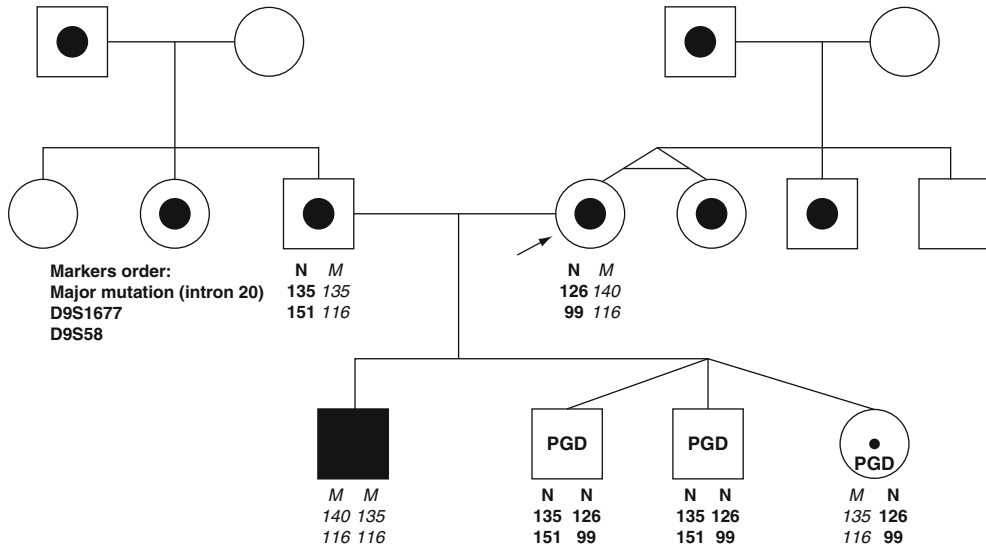 Markers order:
Major mutation (intron 20)
D9S1677
D9S58
N M
135 135
151 116
N M
126 140
99 116
PGD
PGD
PGD
M M
140 135
116 116
N N
135 126
151 99
N N
135 126
151 99
M N
135 126
116 99